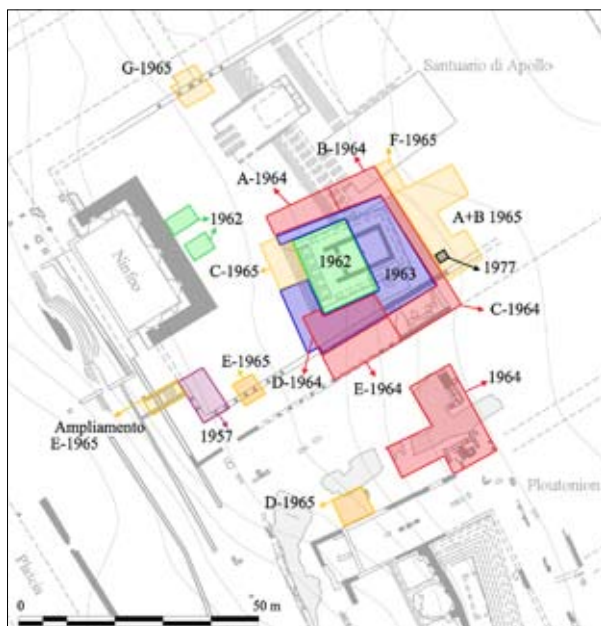 G-1965
Santuario di Apollo
B-1964
F-1965
A-1964
A+B 1965
1962
Ninfeo
C-1965
1962
1963
1977
C-1964
E-1965
D-1964
E-1964
1964
Ampliamento
E-1965
1957
Ploutonion
D-1965
Plateia
0
50 m